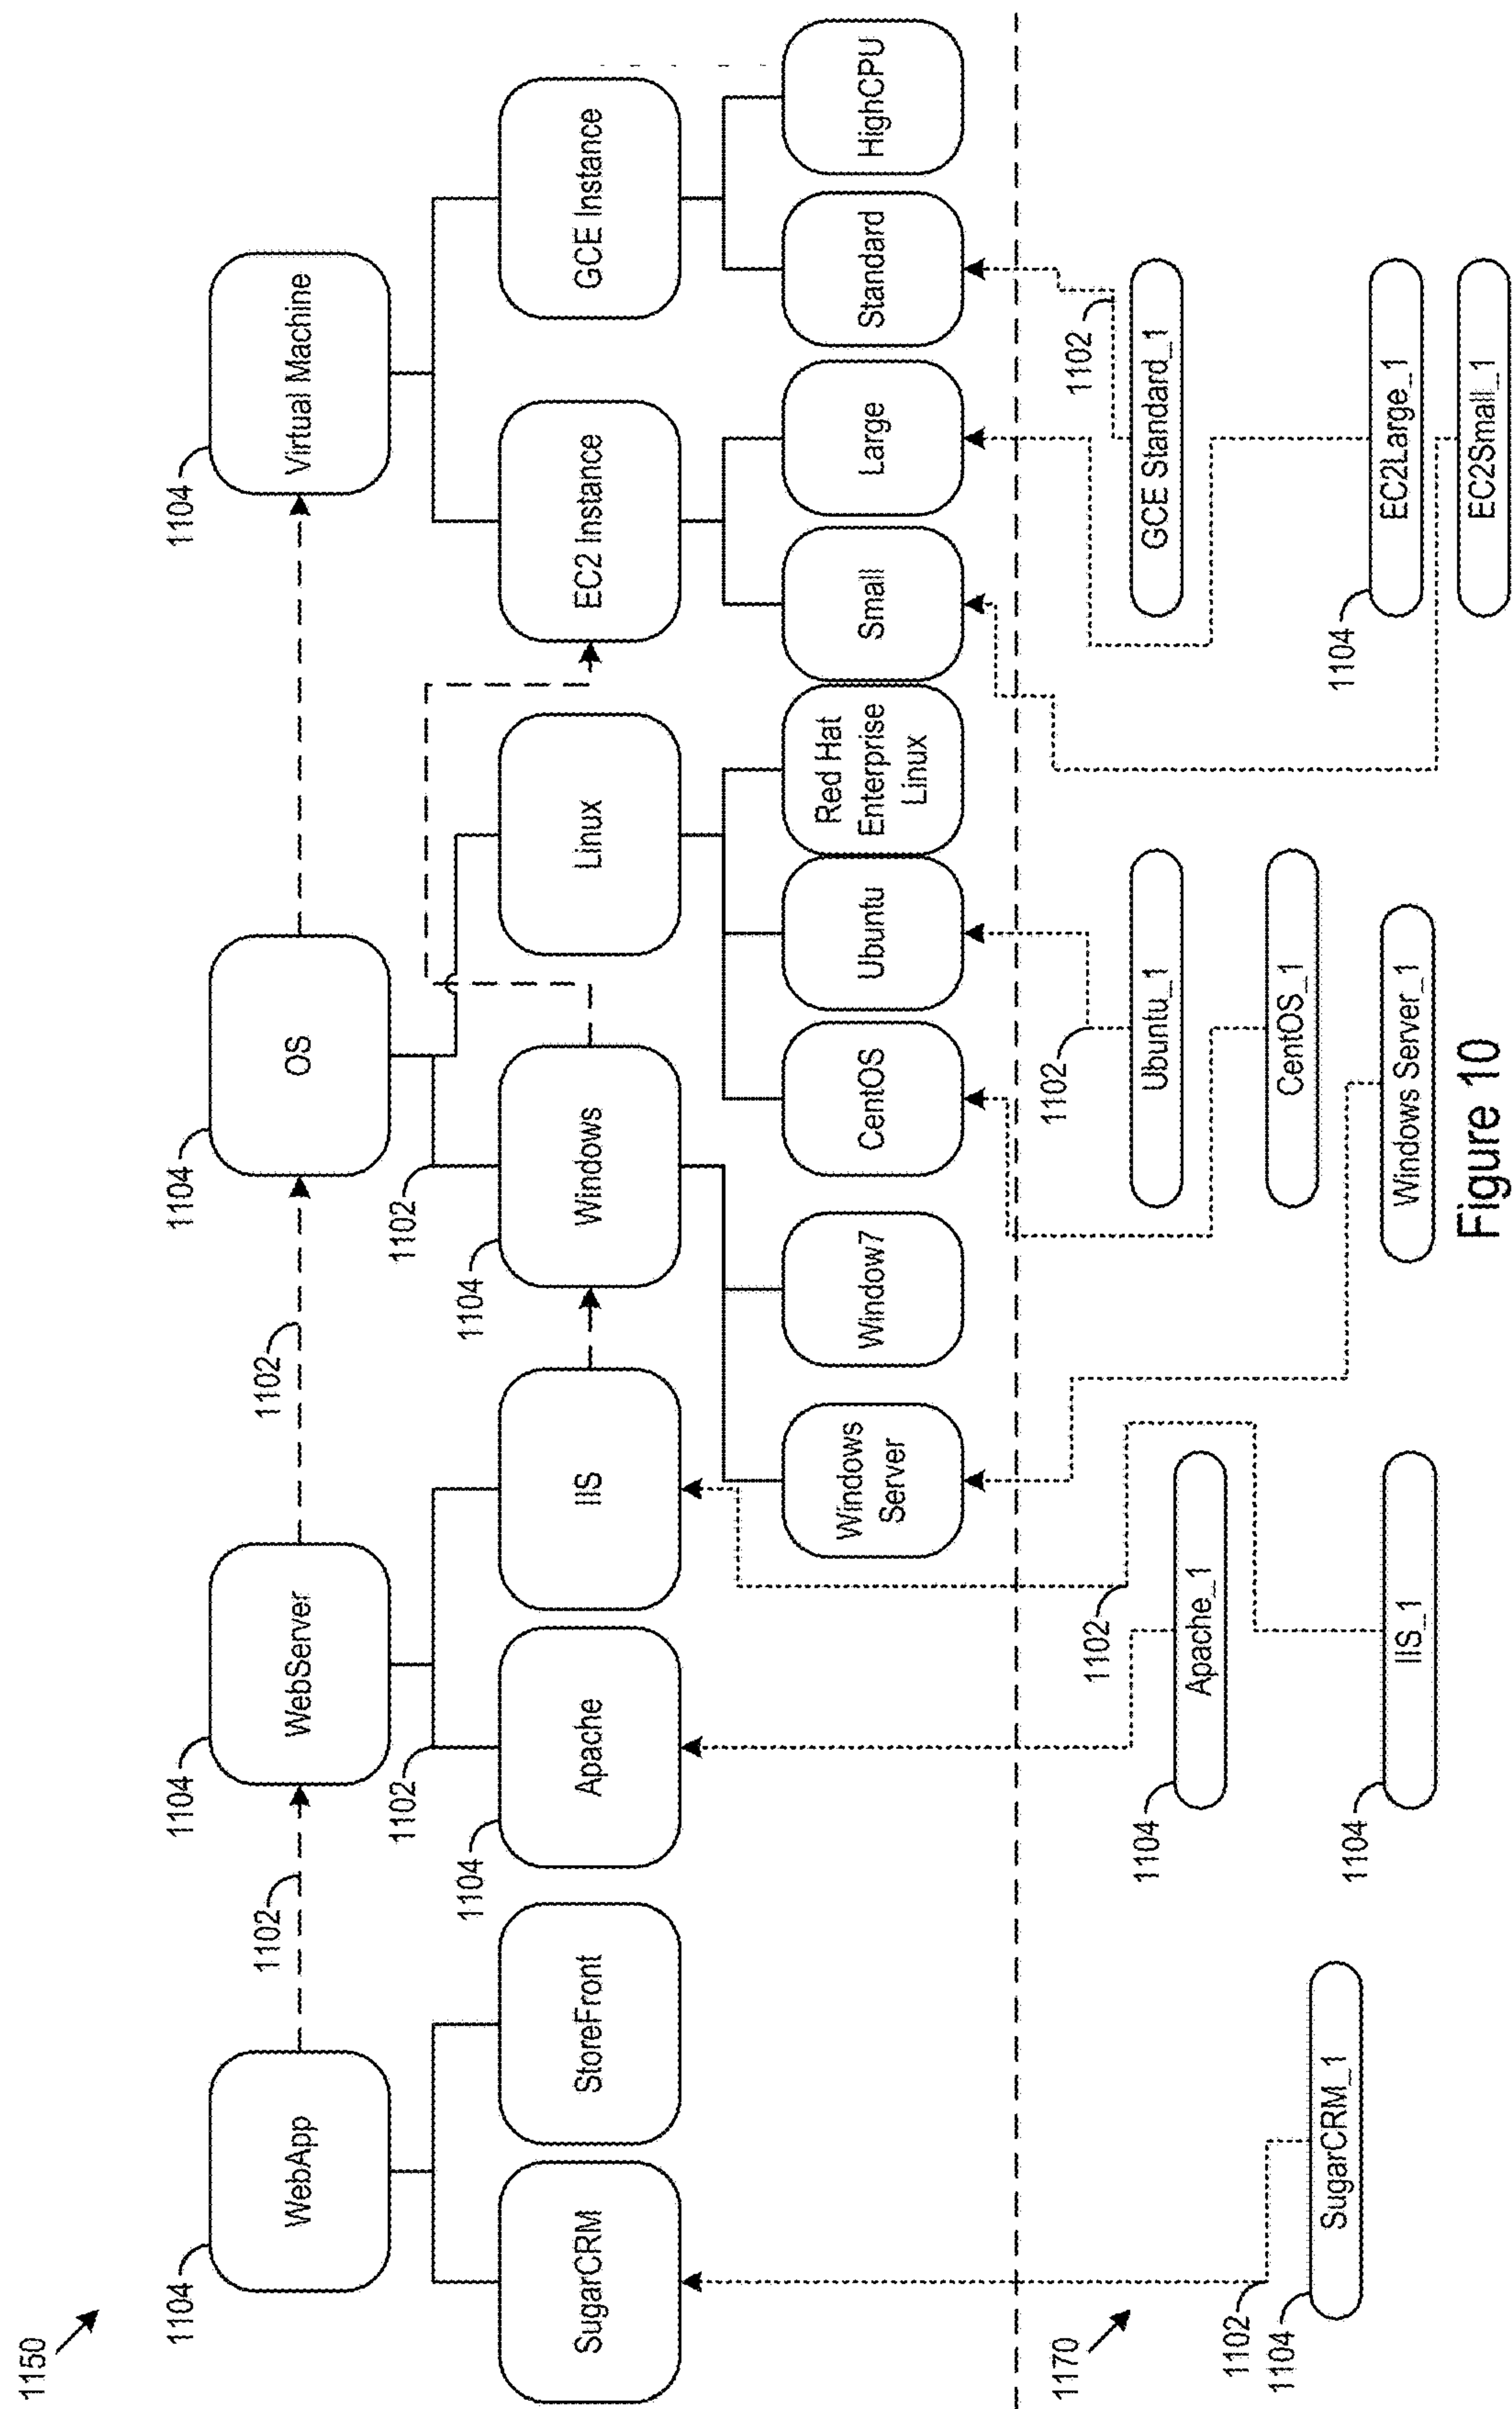 1150
1104
WebApp
1102
1104
WebServer
1102
1104
OS
1104
Virtual Machine
SugarCRM
StoreFront
1102
1104
Apache
IIS
1102
1104
Windows
Linux
EC2 Instance
GCE Instance
Windows
Server
Window7
CentOS
Ubuntu
Red Hat
Enterprise
Linux
Small
Large
Standard
HighCPU
1170
1102
1104
SugarCRM_1
1102
1104
Apache_1
1104
IIS_1
1102
Ubuntu_1
CentOS_1
Windows Server_1
1102
GCE Standard_1
1104
EC2Large_1
EC2Small_1
Figure 10